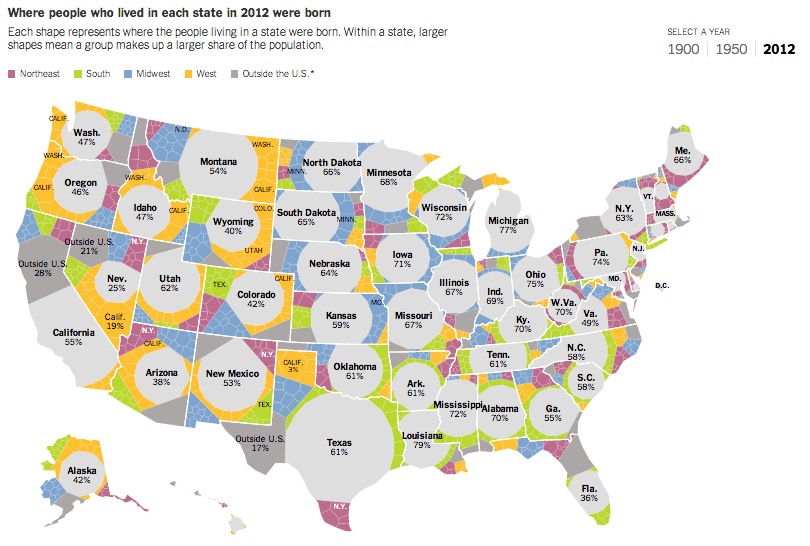 Where people who lived in each state in 2012 were born
Each shape represents where the people living in a state were born. Within a state, larger
shapes mean a group makes up a larger share of the population.
SELECT A YEAR
1900 | 1950 | 2012
Northeast South Midwest West Outside the U.S.*
CALIF.
Wash.
47%
N.D.
WASH.
Montana
54%
CALIF.
MINN.
North Dakota
66%
Minnesota
68%
Me.
66%
WASH.
Oregon
46%
CALIF.
WASH.
Idaho
47%
CALIF.
COLO.
Wyoming
40%
UTAH
South Dakota
65%
MINN.
Wisconsin
72%
Michigan
77%
VT.
N.Y.
63%
MASS.
Outside U.S.
21%
N.Y.
Outside U.S.
28%
Nev.
25%
Calif.
19%
Utah
62%
TEX.
Colorado
42%
CALIF.
Nebraska
64%
Iowa
71%
Illinois
67%
Ind.
69%
Ohio
75%
Pa.
74%
N.J.
MD.
D.C.
California
55%
N.Y.
CALIF.
Arizona
38%
N.Y.
New Mexico
53%
TEX.
Kansas
59%
MO.
Missouri
67%
Ky.
70%
W.Va.
70%
Va.
49%
CALIF.
3%
Oklahoma
61%
Ark.
61%
Tenn.
61%
N.C.
58%
S.C.
58%
Outside U.S.
17%
Texas
61%
N.Y.
Louisiana
79%
Mississippi
72%
Alabama
70%
Ga.
55%
Fla.
36%
Alaska
42%